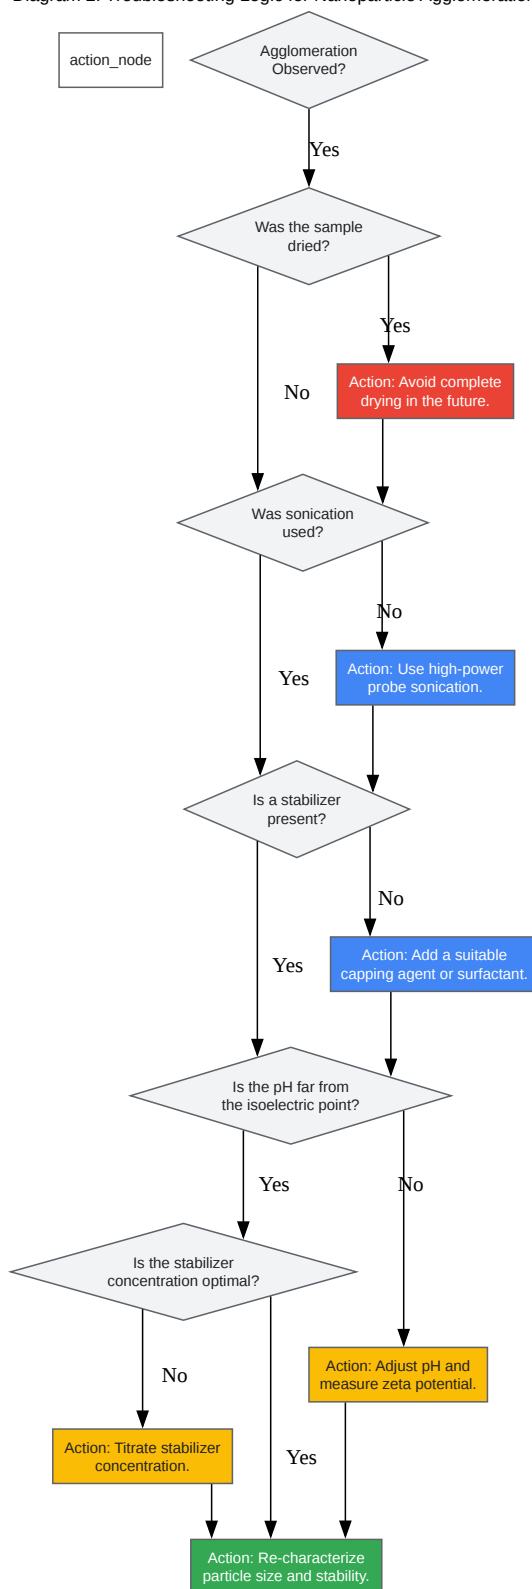 action_node
Agglomeration
Observed?
Yes
Was the sample
dried?
Yes
No
Action: Avoid complete
drying in the future.
Was sonication
used?
No
Yes
Action: Use high-power
probe sonication.
Is a stabilizer
present?
No
Yes
Action: Add a suitable
capping agent or surfactant.
Is the pH far from
the isoelectric point?
Yes
No
Is the stabilizer
concentration optimal?
No
Action: Adjust pH and
measure zeta potential.
Yes
Action: Titrate stabilizer
concentration.
Action: Re-characterize
particle size and stability.